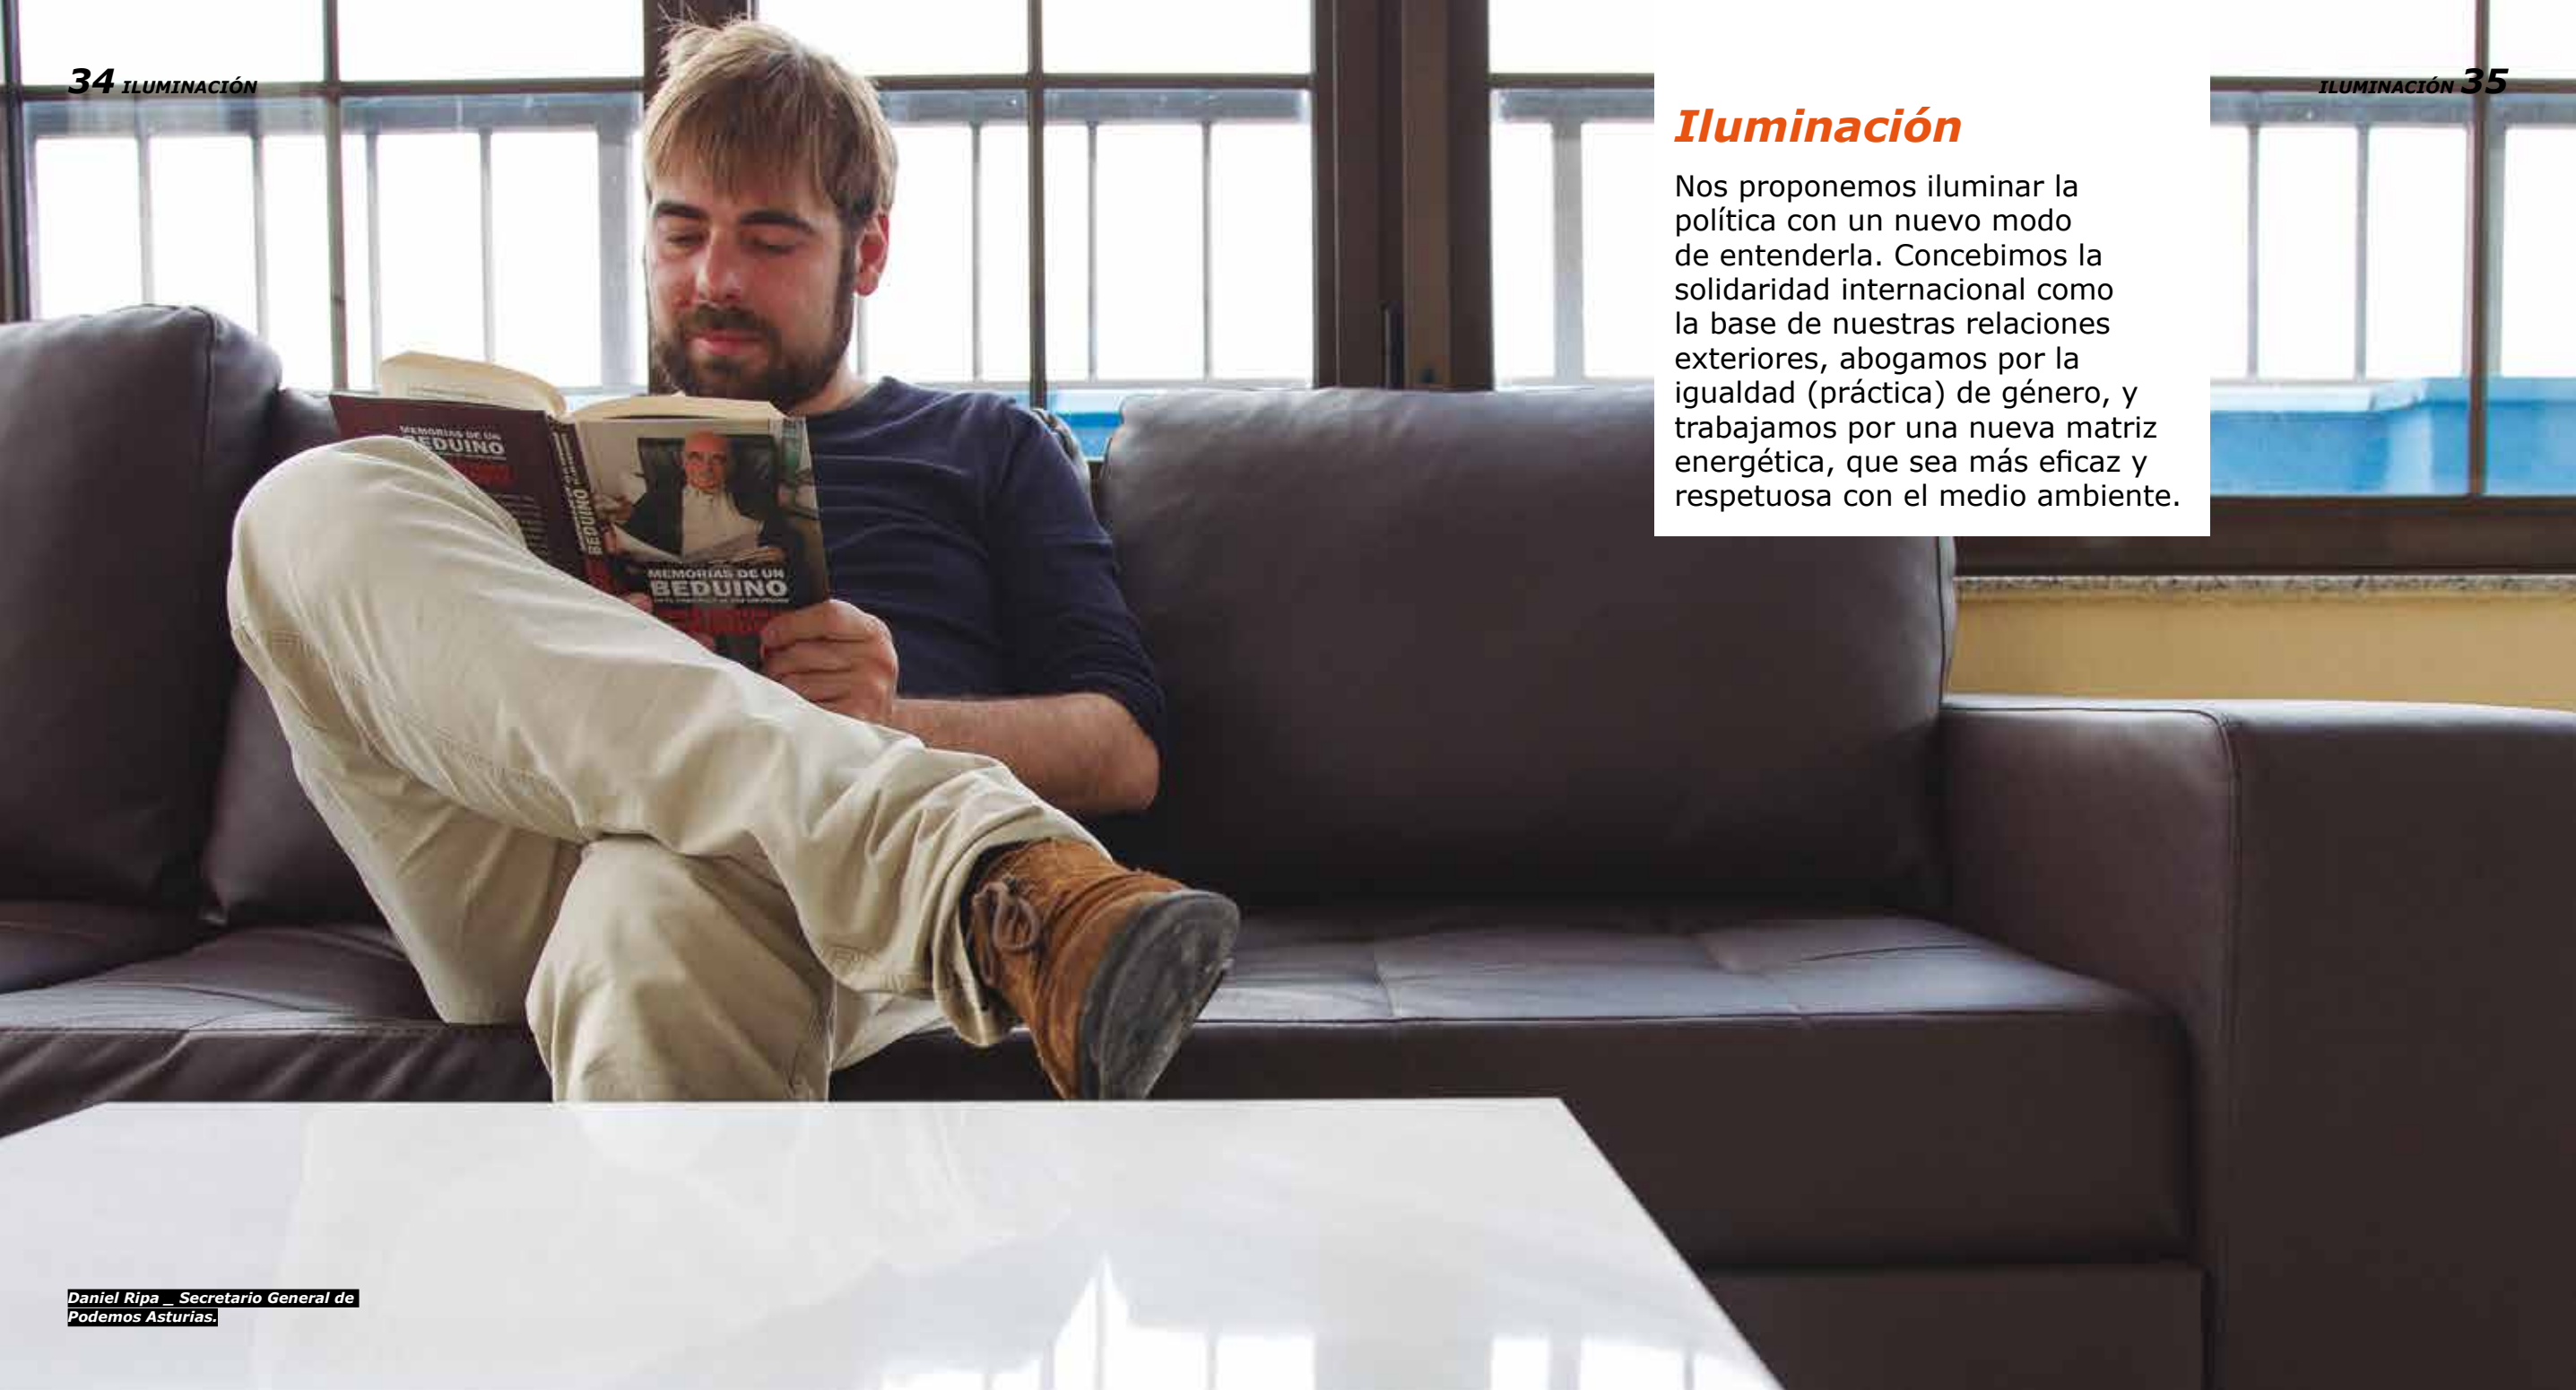 34 ILUMINACIÓN
ILUMINACIÓN 35
Iluminación
Nos proponemos iluminar la
política con un nuevo modo
de entenderla. Concebimos la
solidaridad internacional como
la base de nuestras relaciones
exteriores, abogamos por la
igualdad (práctica) de género, y
trabajamos por una nueva matriz
energética, que sea más eficaz y
respetuosa con el medio ambiente.
MEMORIAS DE UN
BEDUINO
BEDUINO
MEMORIAS DE UN
BEDUINO
Daniel Ripa _ Secretario General de
Podemos Asturias.